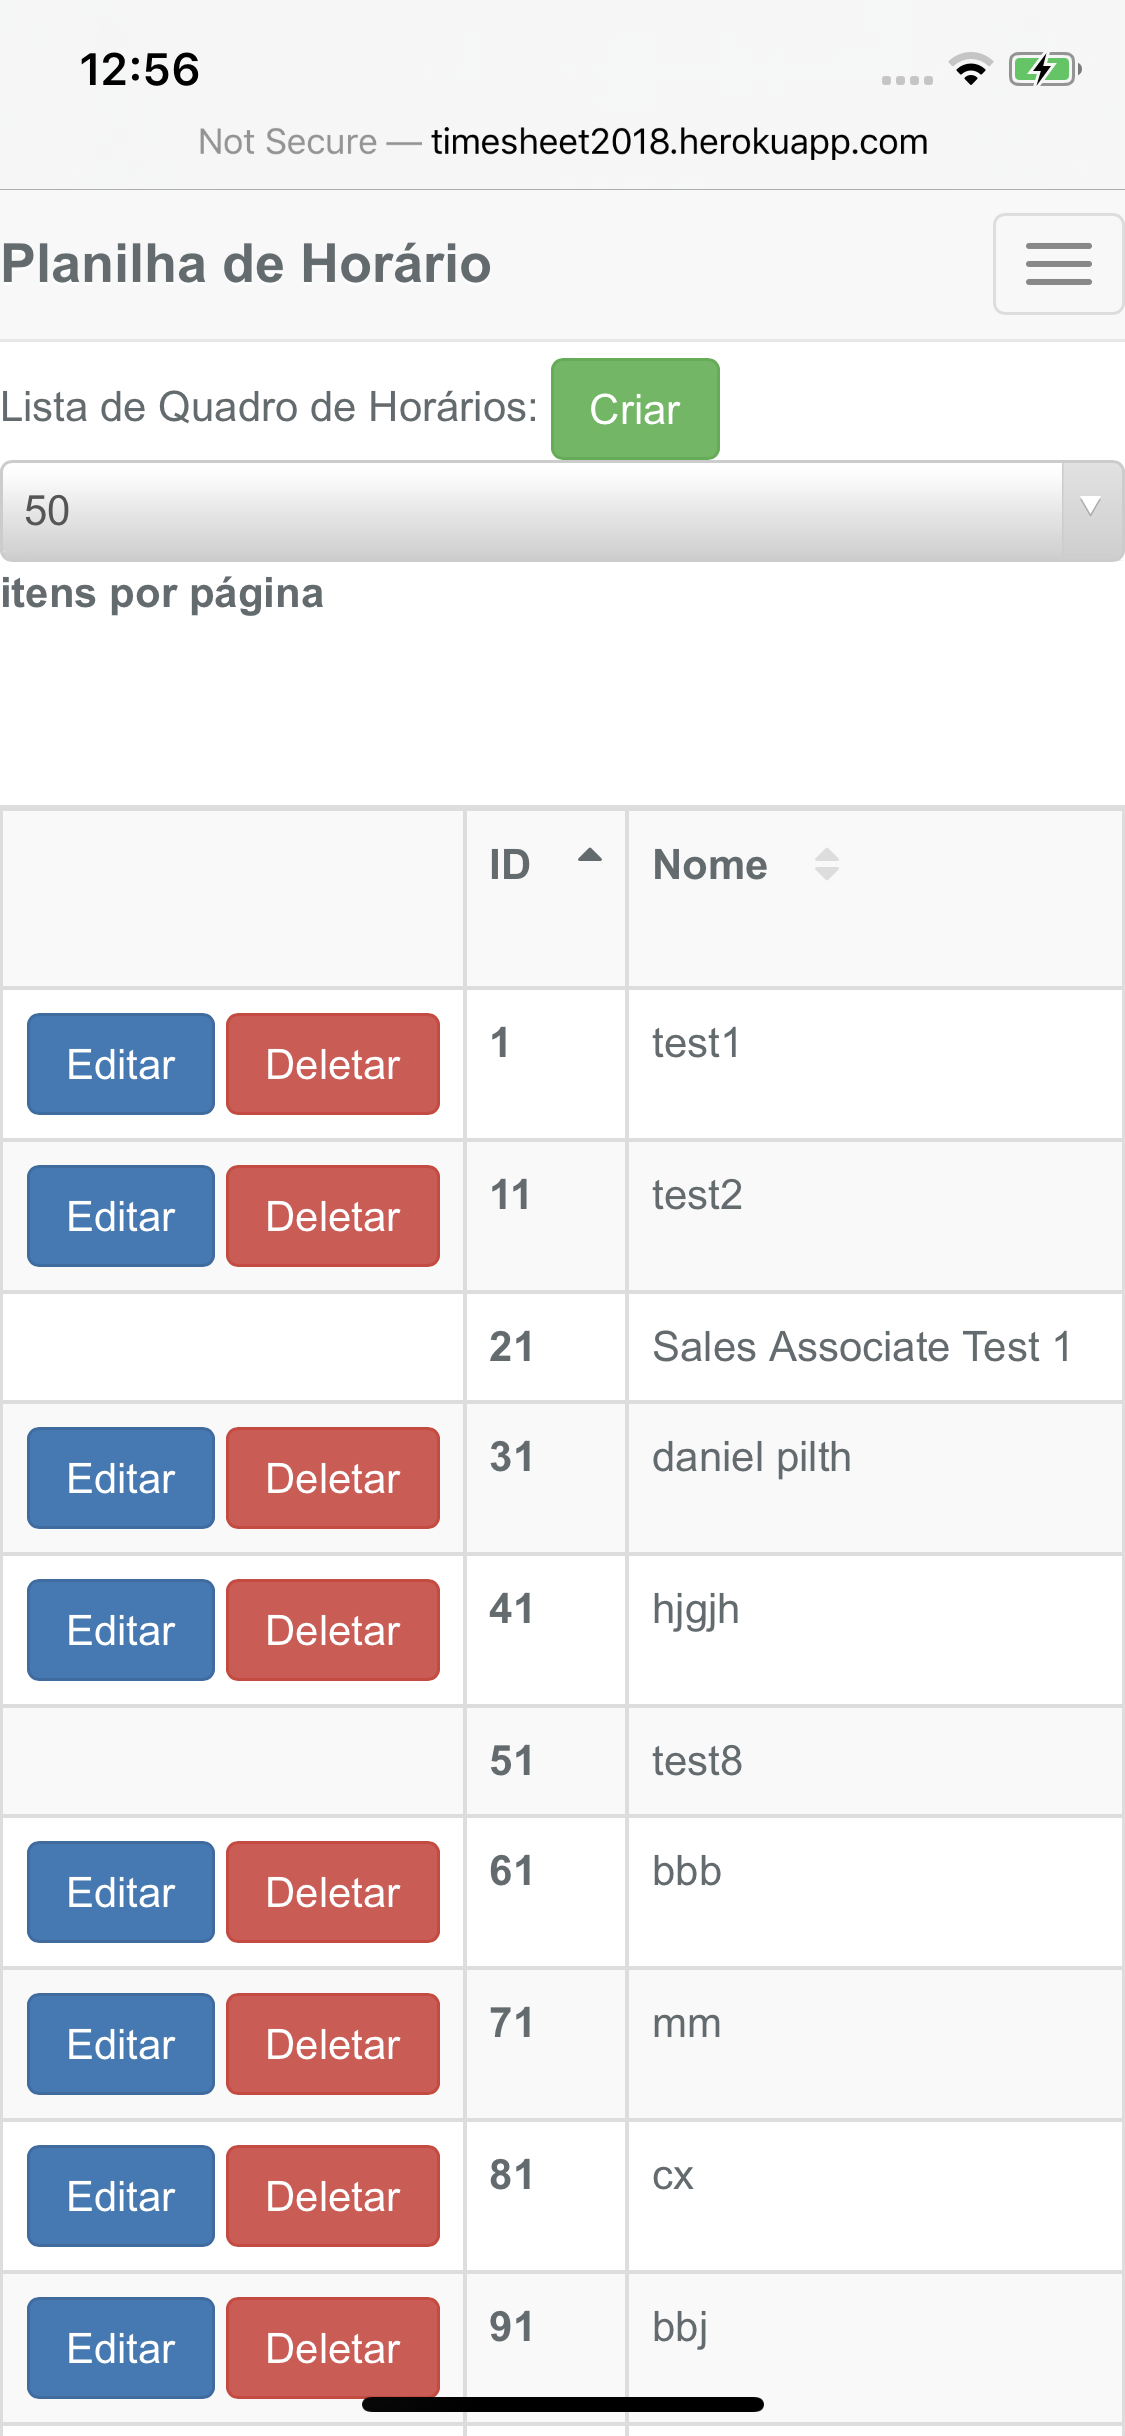 12:56
Not Secure — timesheet2018.herokuapp.com
Planilha de Horário
Lista de Quadro de Horários: Criar
50
itens por página
ID Nome
Editar Deletar 1 test1
Editar Deletar 11 test2
21 Sales Associate Test 1
Editar Deletar 31 daniel pilth
Editar Deletar 41 hjgjh
51 test8
Editar Deletar 61 bbb
Editar Deletar 71 mm
Editar Deletar 81 cx
Editar Deletar 91 bbj